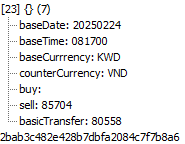 [23] {} (7)
baseDate: 20250224
baseTime: 081700
baseCurrrency: KWD
counterCurrency: VND
buy:
sell: 85704
basicTransfer: 80558
2bab3c482e428b7dbfa2084c7f7b8a6